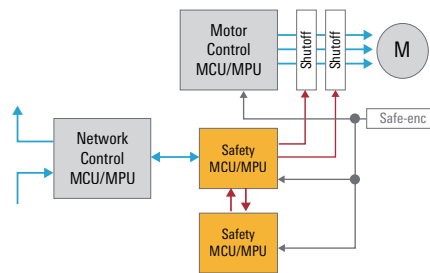 Motor
Control
MCU/MPU
Shutoff
Shutoff
M
Safe-enc
Network
Control
MCU/MPU
Safety
MCU/MPU
Safety
MCU/MPU